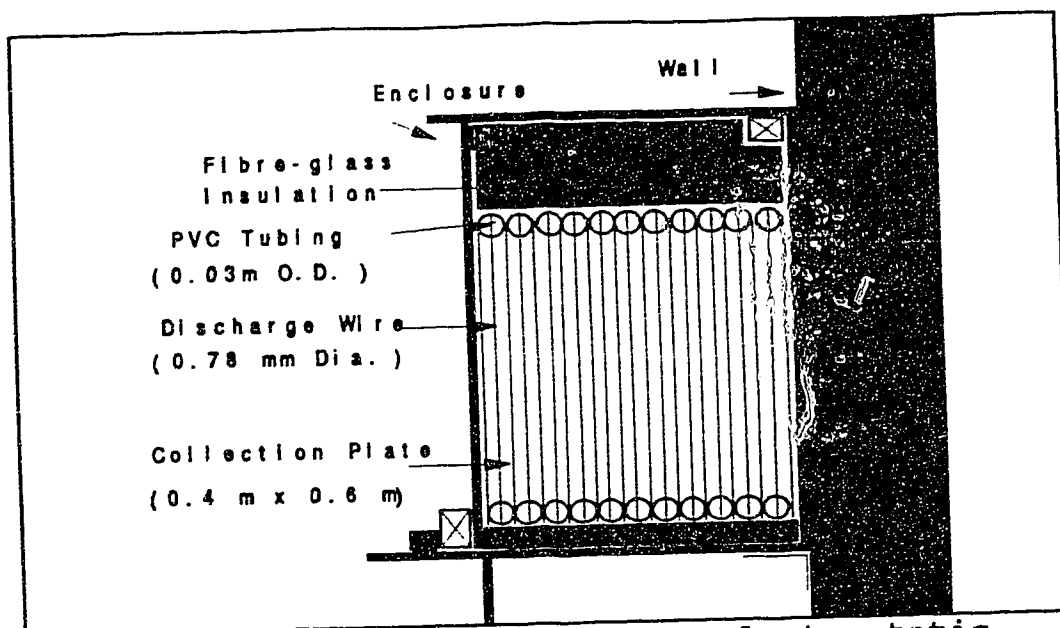 Wall
Enclosure
Fibre-glass
Insulation
PVC Tubing
(0.03m O.D. )
Discharge Wire
(0.78 mm Dia. )
Collection Plate
(0.4 m x 0.6 m)